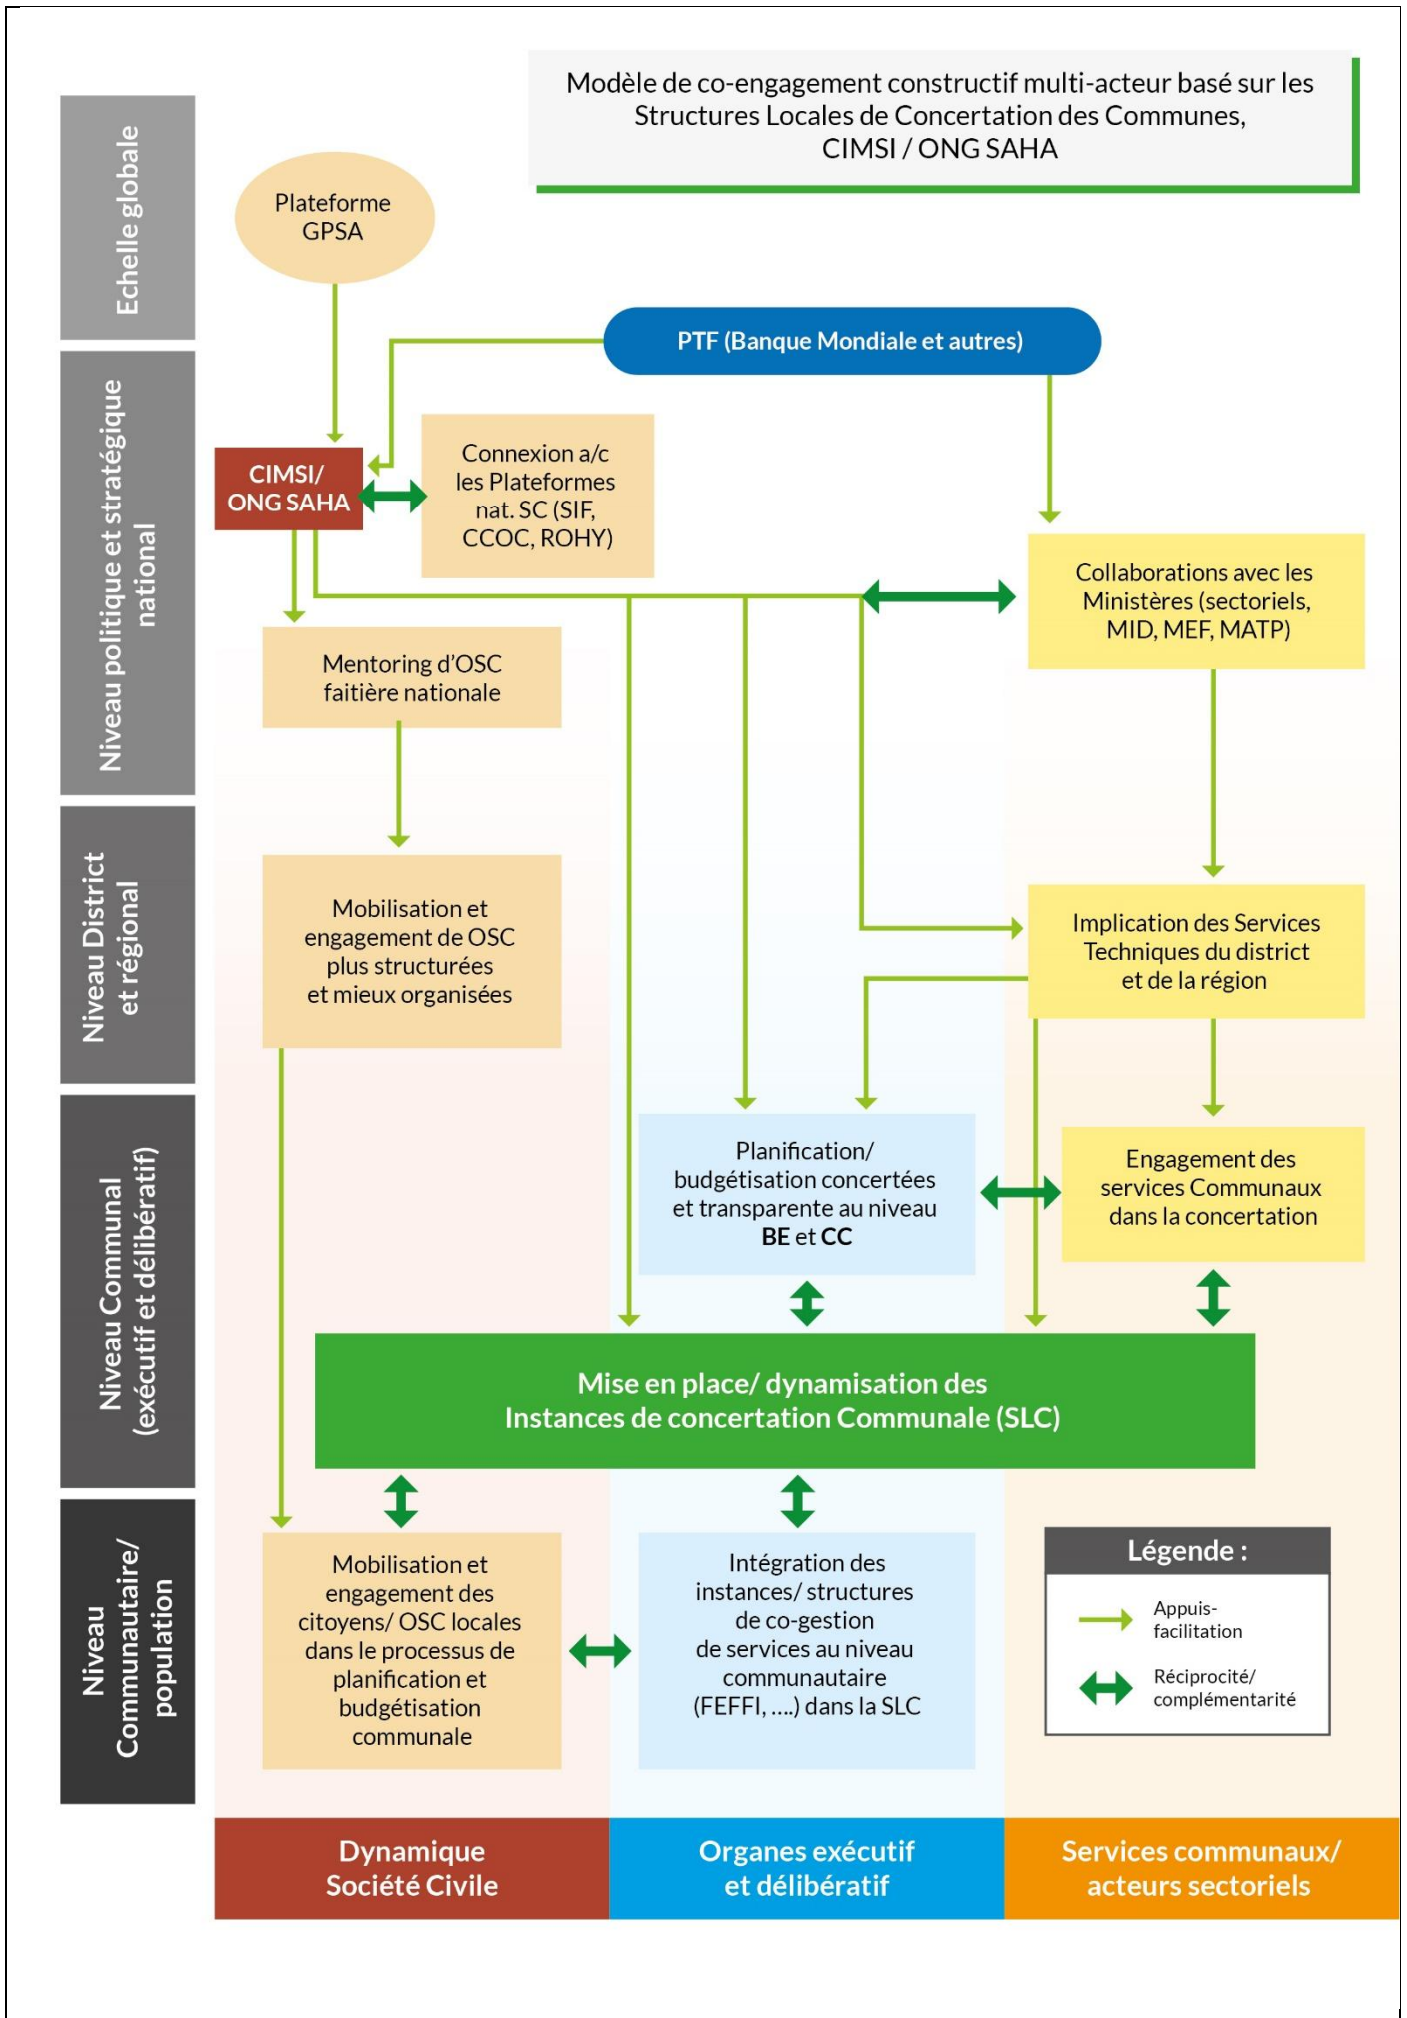 Modèle de co-engagement constructif multi-acteur basé sur les
Structures Locales de Concertation des Communes,
CIMSI / ONG SAHA
Echelle globale
Plateforme
GPSA
PTF (Banque Mondiale et autres)
Niveau politique et stratégique
national
CIMSI/
ONG SAHA
Connexion a/c
les Plateformes
nat. SC (SIF,
CCOC, ROHY)
Collaborations avec les
Ministères (sectoriels,
MID, MEF, MATP)
Mentoring d’OSC
faitière nationale
Niveau District
et régional
Mobilisation et
engagement de OSC
plus structurées
et mieux organisées
Implication des Services
Techniques du district
et de la région
Niveau Communal
(exécutif et délibératif)
Planification/
budgétisation concertées
et transparente au niveau
BE et CC
Engagement des
services Communaux
dans la concertation
Mise en place/ dynamisation des
Instances de concertation Communale (SLC)
Niveau
Communautaire/
population
Mobilisation et
engagement des
citoyens/ OSC locales
dans le processus de
planification et
budgétisation
communale
Intégration des
instances/ structures
de co-gestion
de services au niveau
communautaire
(FEFFI, ....) dans la SLC
Légende :
Appuis-
facilitation
Réciprocité/
complémentarité
Dynamique
Société Civile
Organes exécutif
et délibératif
Services communaux/
acteurs sectoriels